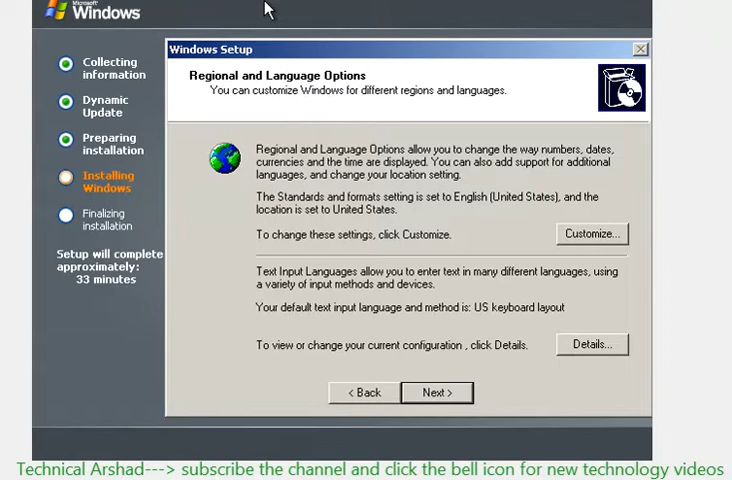 Microsoft
Windows
Collecting
information
Dynamic
Update
Preparing
installation
Installing
Windows
Finalizing
installation
Setup will complete
approximately:
33 minutes
Windows Setup
Regional and Language Options
You can customize Windows for different regions and languages.
Regional and Language Options allow you to change the way numbers, dates,
currencies and the time are displayed. You can also add support for additional
languages, and change your location setting.
The Standards and formats setting is set to English (United States), and the
location is set to United States.
To change these settings, click Customize.
Customize...
Text Input Languages allow you to enter text in many different languages, using
a variety of input methods and devices.
Your default text input language and method is: US keyboard layout
To view or change your current configuration , click Details.
Details...
< Back
Next >
Technical Arshad---> subscribe the channel and click the bell icon for new technology videos